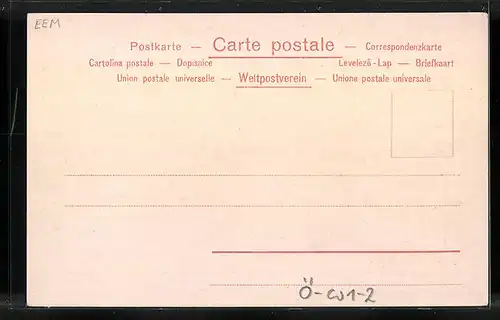 EEM
Postkarte — Carte postale — Correspondenzkarte
Cartolina postale — Dopisnice Levelező-Lap — Briefkaart
Union postale universelle — Weltpostverein — Unione postale universale
Ö-cw1-2